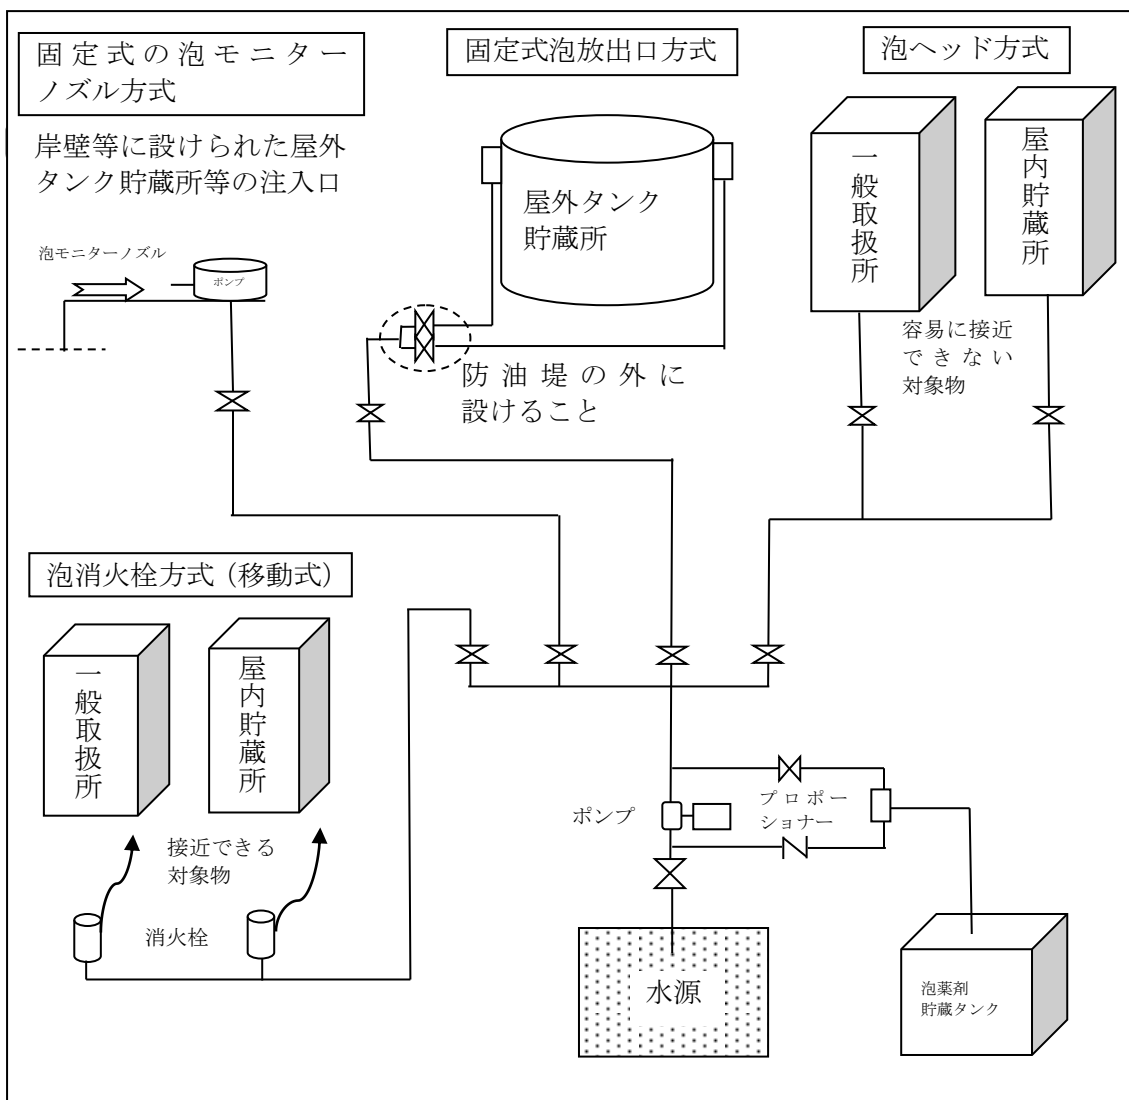 固定式の泡モニター
ノズル方式
岸壁等に設けられた屋外
タンク貯蔵所等の注入口
泡モニターノズル
ポンプ
固定式泡放出口方式
屋外タンク
貯蔵所
防油堤の外に
設けること
泡ヘッド方式
一般取扱所
屋内貯蔵所
容易に接近
できない
対象物
泡消火栓方式（移動式）
一般取扱所
屋内貯蔵所
接近できる
対象物
消火栓
ポンプ
プロポー
ショナー
水源
泡薬剤
貯蔵タンク